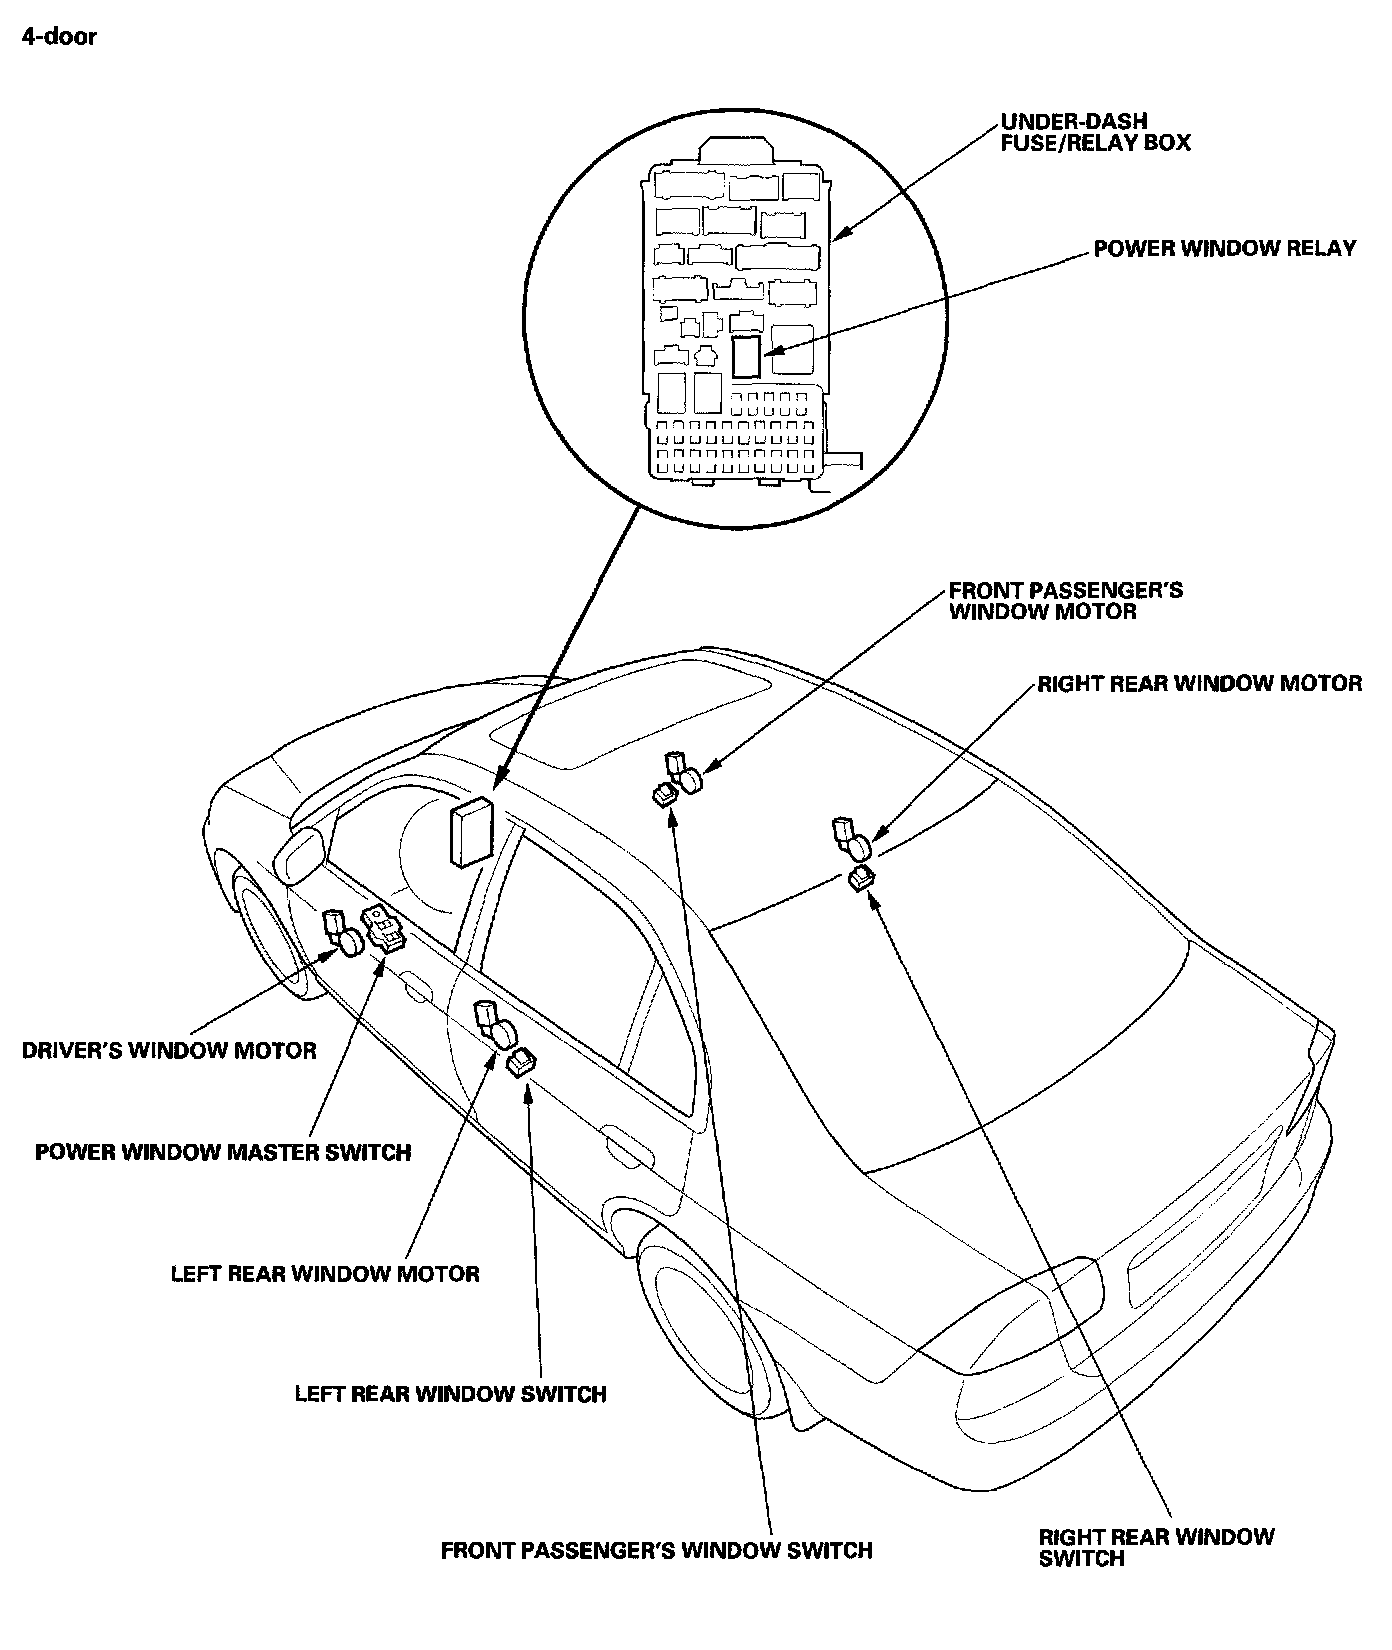 4-door
UNDER-DASH
FUSE/RELAY BOX
POWER WINDOW RELAY
FRONT PASSENGER'S
WINDOW MOTOR
RIGHT REAR WINDOW MOTOR
DRIVER'S WINDOW MOTOR
POWER WINDOW MASTER SWITCH
LEFT REAR WINDOW MOTOR
LEFT REAR WINDOW SWITCH
FRONT PASSENGER'S WINDOW SWITCH
RIGHT REAR WINDOW
SWITCH